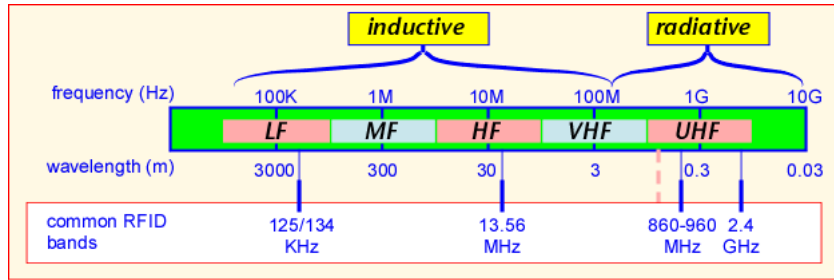 inductive radiative
frequency (Hz) 100K 1M 10M 100M 1G 10G
LF MF HF VHF UHF
wavelength (m) 3000 300 30 3 0.3 0.03
common RFID 125/134 13.56 860-960 2.4
bands KHz MHz MHz GHz